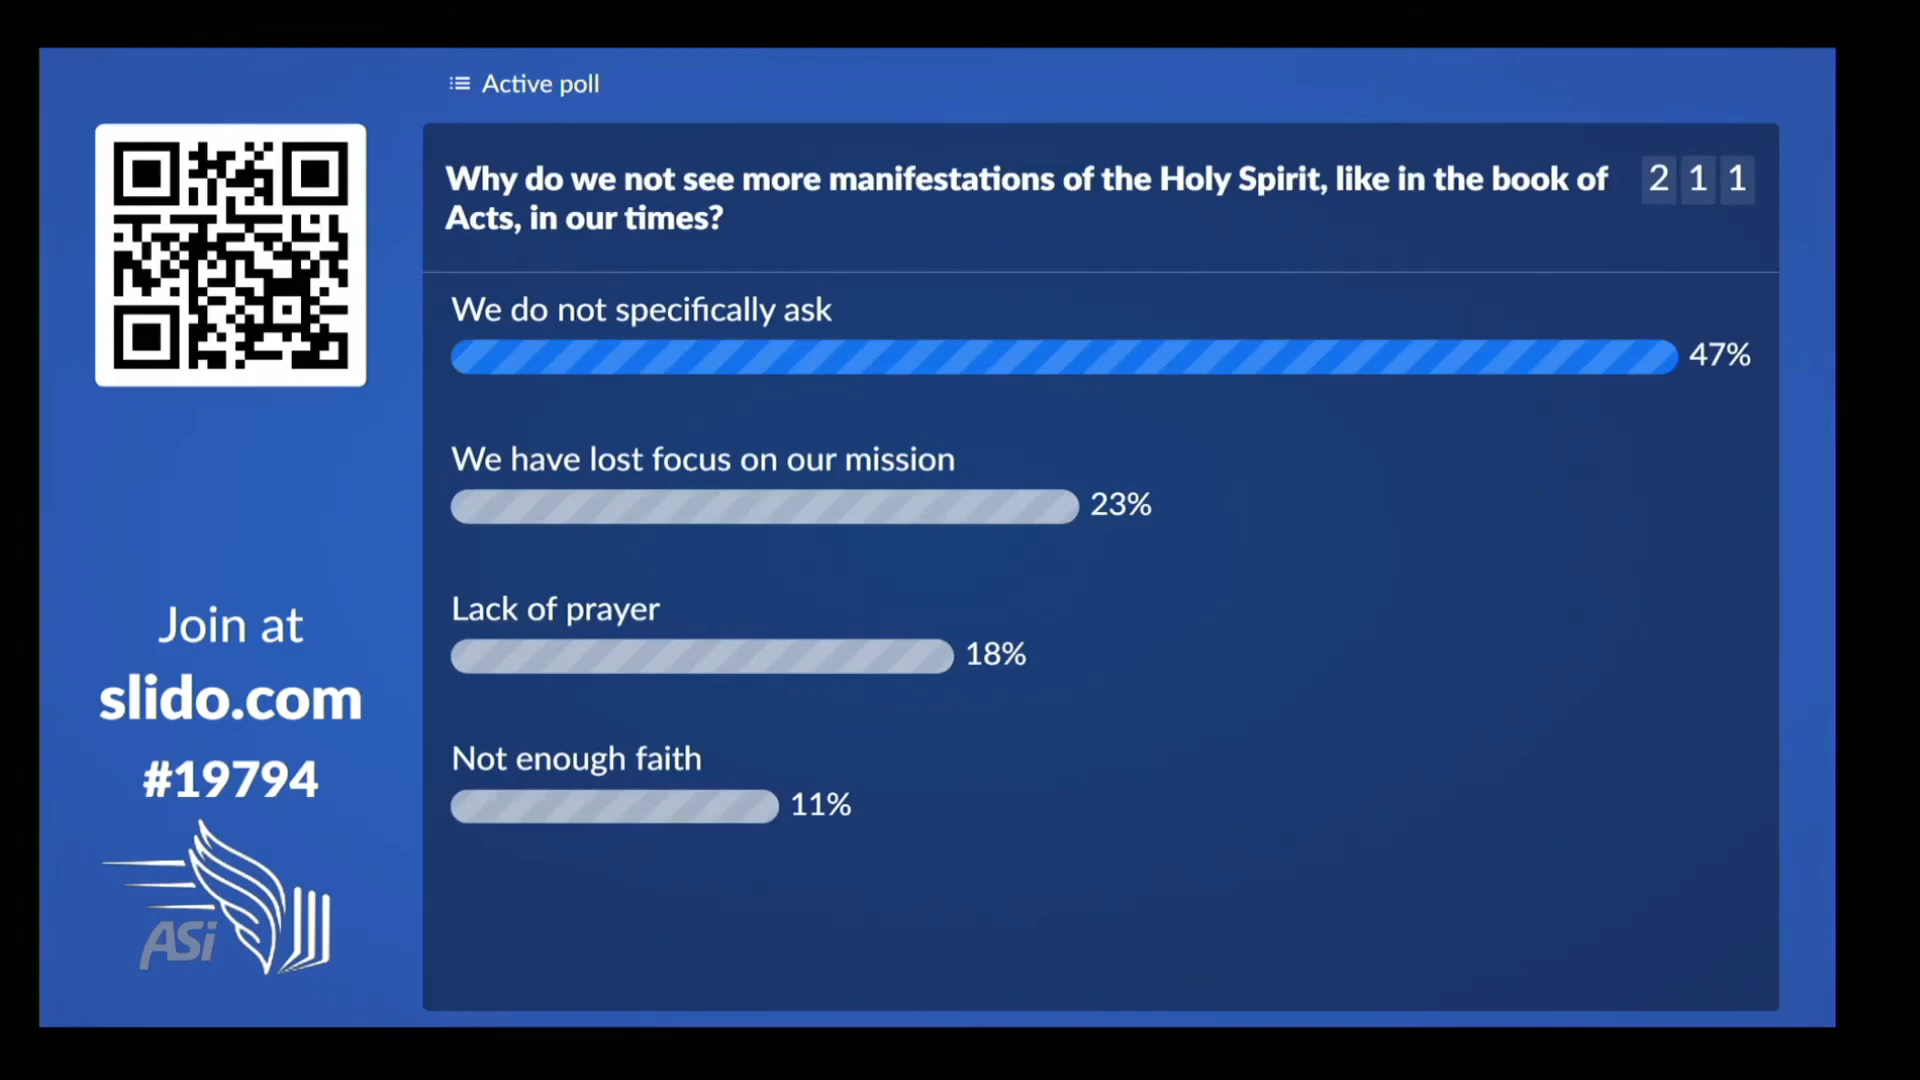 Active poll
Why do we not see more manifestations of the Holy Spirit, like in the book of
Acts, in our times?
2 1 1
We do not specifically ask
47%
We have lost focus on our mission
23%
Lack of prayer
18%
Not enough faith
11%
Join at
slido.com
#19794
ASi